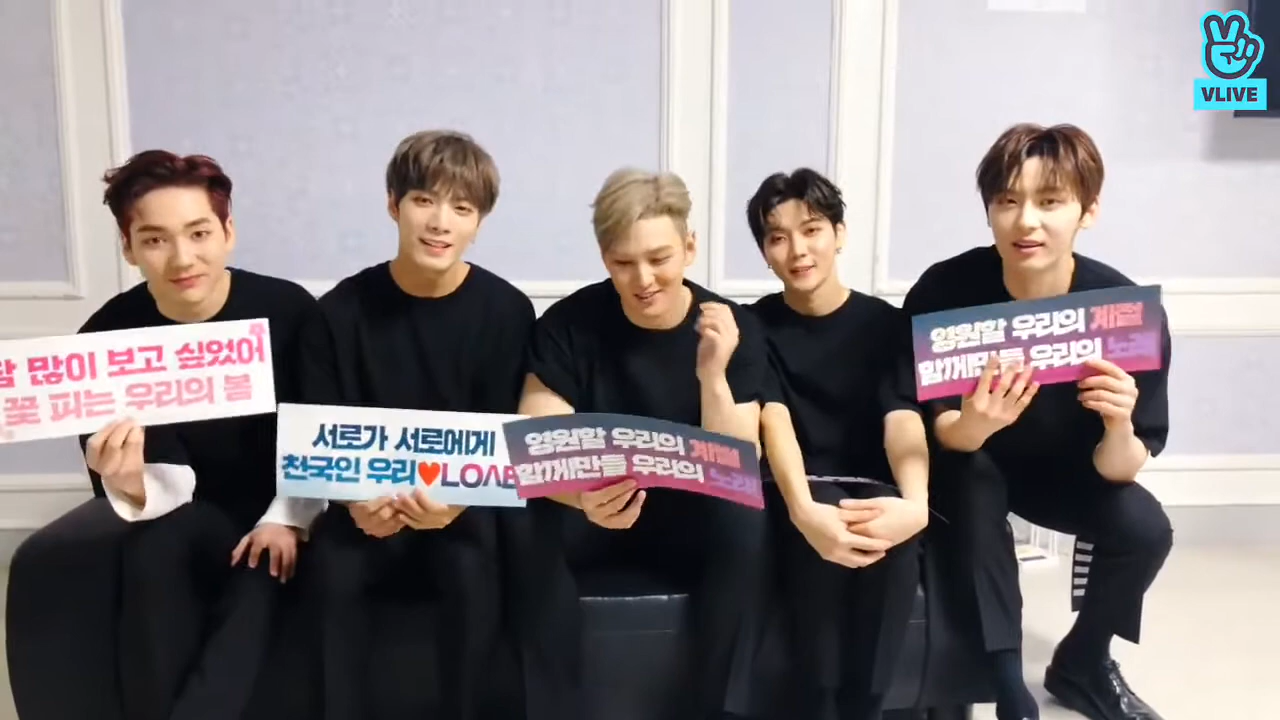 VLIVE
많이 보고 싶었어
꽃 피는 우리의 봄
서로가 서로에게
천국인 우리♥LOΛE
영원할 우리의 계절
함께만들 우리의 노래
영원할 우리의 계절
함께만들 우리의 노래